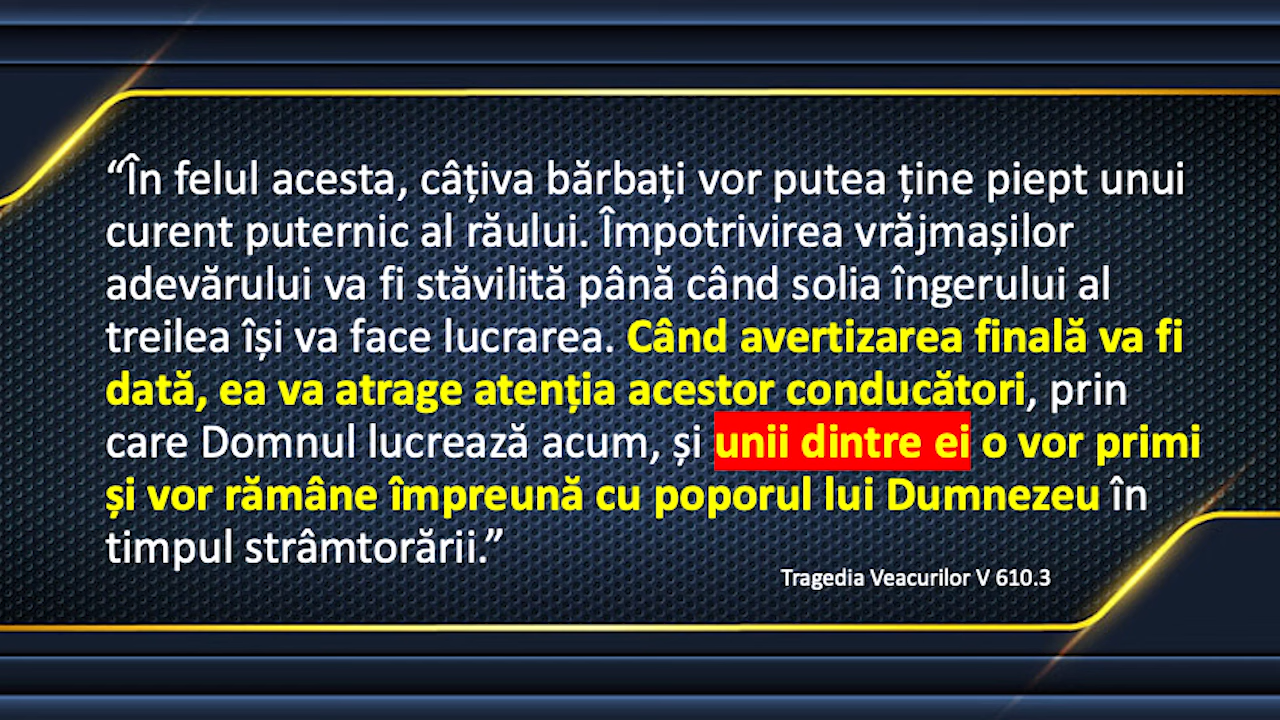 “În felul acesta, câțiva bărbați vor putea ține piept unui
curent puternic al răului. Împotrivirea vrăjmașilor
adevărului va fi stăvilită până când solia îngerului al
treilea își va face lucrarea. Când avertizarea finală va fi
dată, ea va atrage atenția acestor conducători, prin
care Domnul lucrează acum, și unii dintre ei o vor primi
și vor rămâne împreună cu poporul lui Dumnezeu în
timpul strâmtorării.”
Tragedia Veacurilor V 610.3